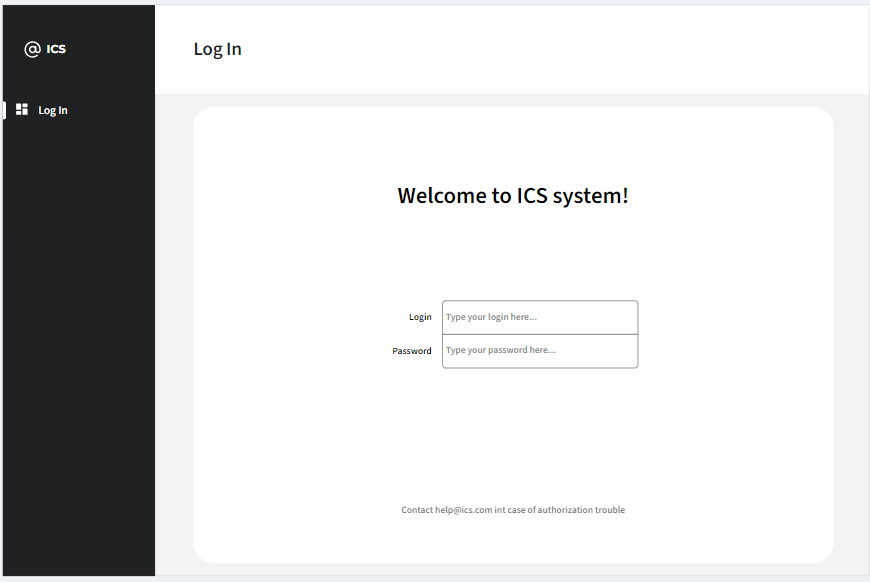 @ ICS
Log In
Log In
Welcome to ICS system!
Login
Type your login here...
Password
Type your password here...
Contact help@ics.com int case of authorization trouble